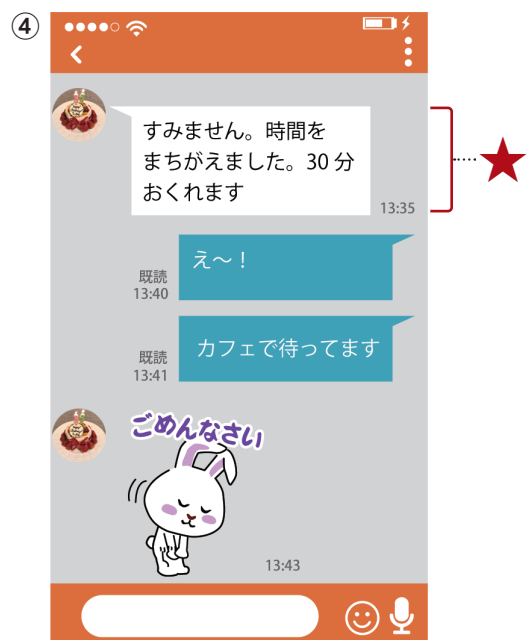 ④
すみません。時間を
まちがえました。30 分
おくれます
13:35
え〜！
既読
13:40
カフェで待ってます
既読
13:41
ごめんなさい
13:43